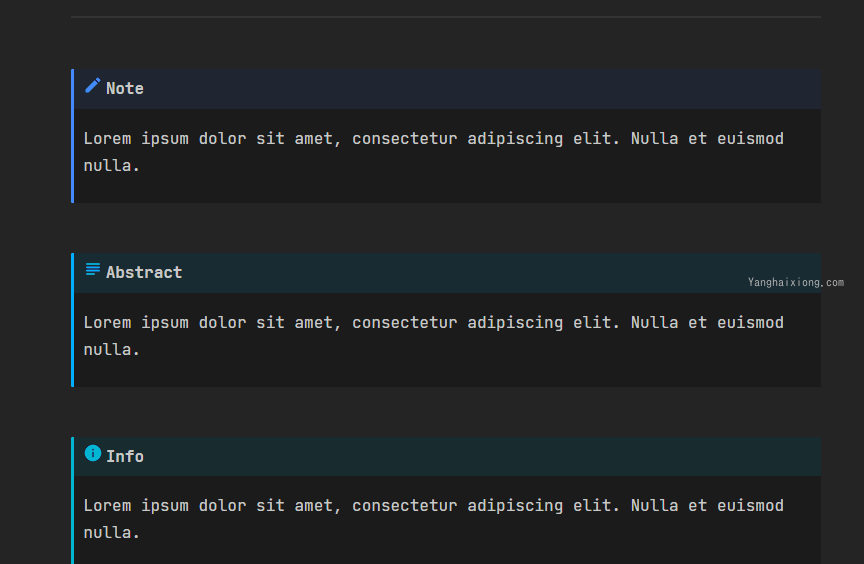 Note
Lorem ipsum dolor sit amet, consectetur adipiscing elit. Nulla et euismod
nulla.
Abstract
Yanghaixiong.com
Lorem ipsum dolor sit amet, consectetur adipiscing elit. Nulla et euismod
nulla.
Info
Lorem ipsum dolor sit amet, consectetur adipiscing elit. Nulla et euismod
nulla.